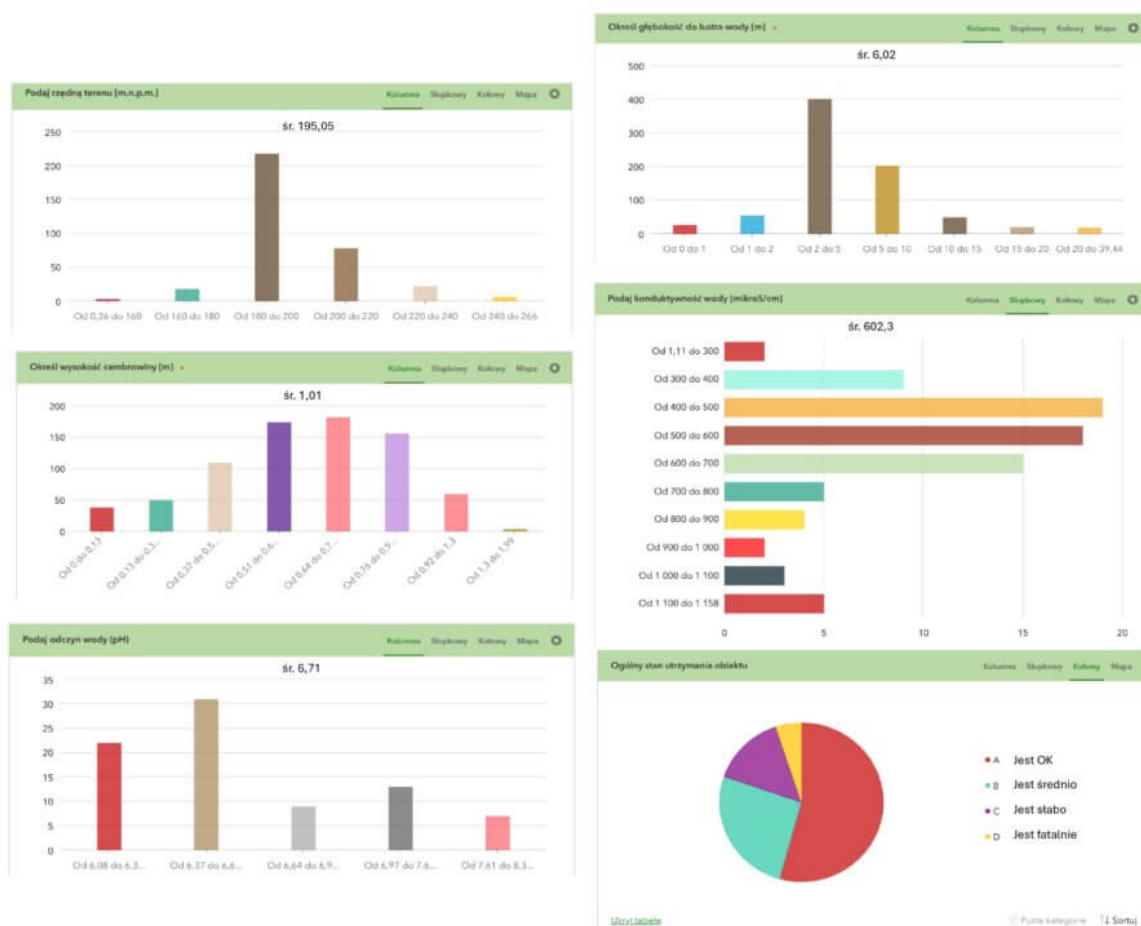 Podaj rzędną terenu [m.n.p.m.]
Kolumna Słupkowy Kołowy Mapa
śr. 195,05
250
200
150
100
50
0
Od 0,26 do 160 Od 160 do 180 Od 180 do 200 Od 200 do 220 Od 220 do 240 Od 240 do 266
Określ wysokość cembrowiny [m]
Kolumna Słupkowy Kołowy Mapa
śr. 1,01
200
150
100
50
0
Od 0 do 0,13 Od 0,13 do 0,3... Od 0,37 do 0,5... Od 0,51 do 0,6... Od 0,64 do 0,7... Od 0,76 do 0,9... Od 0,92 do 1,3 Od 1,3 do 1,99
Podaj odczyn wody (pH)
Kolumna Słupkowy Kołowy Mapa
śr. 6,71
35
30
25
20
15
10
5
0
Od 6,08 do 6,3... Od 6,37 do 6,6... Od 6,64 do 6,9... Od 6,97 do 7,6... Od 7,61 do 8,3...
Określ głębokość do lustra wody [m]
Kolumna Słupkowy Kołowy Mapa
śr. 6,02
500
400
300
200
100
0
Od 0 do 1 Od 1 do 2 Od 2 do 5 Od 5 do 10 Od 10 do 15 Od 15 do 20 Od 20 do 39,44
Podaj konduktywność wody [mikroS/cm]
Kolumna Słupkowy Kołowy Mapa
śr. 602,3
Od 1,11 do 300
Od 300 do 400
Od 400 do 500
Od 500 do 600
Od 600 do 700
Od 700 do 800
Od 800 do 900
Od 900 do 1 000
Od 1 000 do 1 100
Od 1 100 do 1 158
0 5 10 15 20
Ogólny stan utrzymania obiektu
Kolumna Słupkowy Kołowy Mapa
A Jest OK
B Jest średnio
C Jest słabo
D Jest fatalnie
Ukryj tabelę
Puste kategorie Sortuj